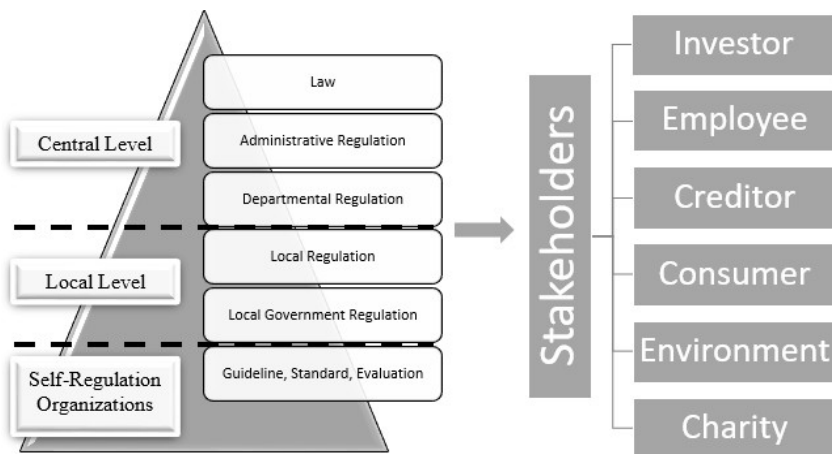 Central Level
Local Level
Self-Regulation
Organizations
Law
Administrative Regulation
Departmental Regulation
Local Regulation
Local Government Regulation
Guideline, Standard, Evaluation
Stakeholders
Investor
Employee
Creditor
Consumer
Environment
Charity